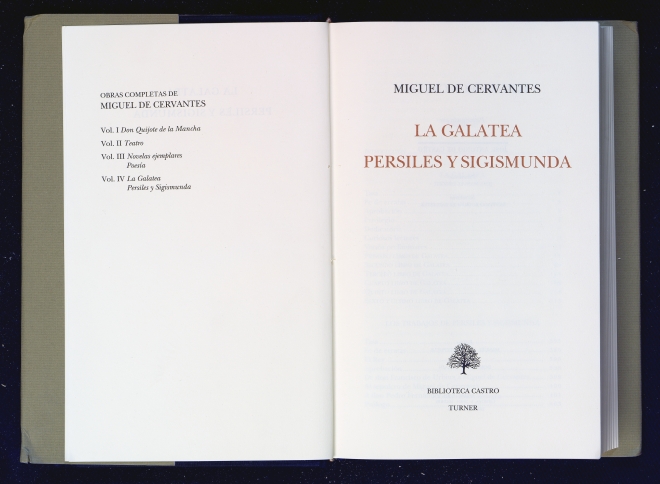 OBRAS COMPLETAS DE
MIGUEL DE CERVANTES
Vol. I Don Quijote de la Mancha
Vol. II Teatro
Vol. III Novelas ejemplares
Poesía
Vol. IV La Galatea
Persiles y Sigismunda
MIGUEL DE CERVANTES
LA GALATEA
PERSILES Y SIGISMUNDA
BIBLIOTECA CASTRO
TURNER